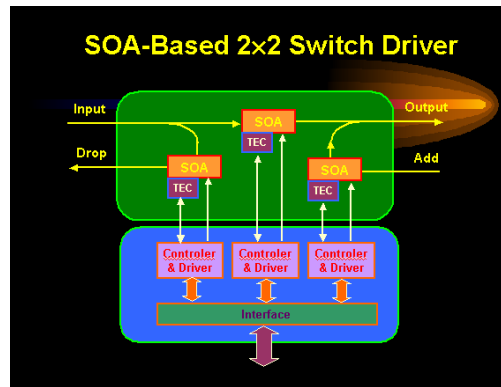 SOA-Based 2×2 Switch Driver
Input
Output
SOA
TEC
Drop
SOA
TEC
SOA
TEC
Add
Controler
& Driver
Controler
& Driver
Controler
& Driver
Interface